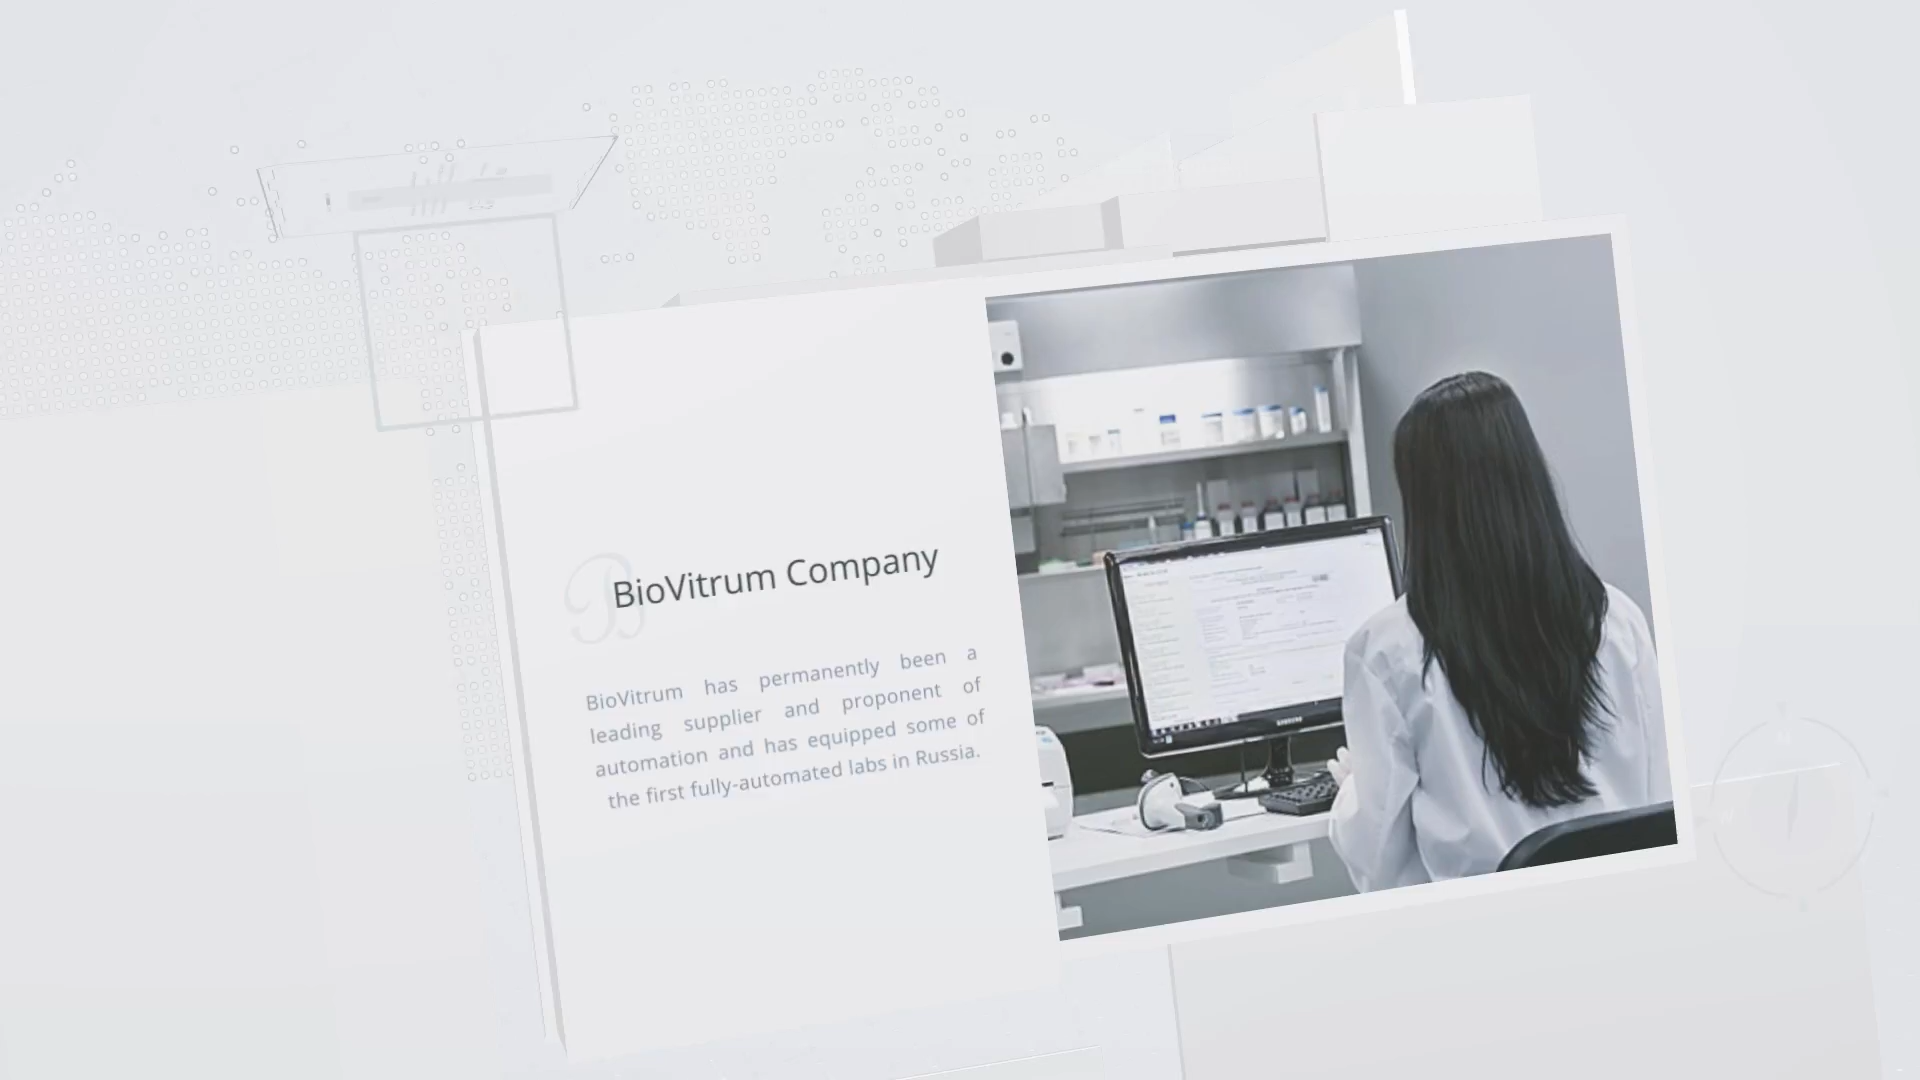 BioVitrum Company
BioVitrum has permanently been a
leading supplier and proponent of
automation and has equipped some of
the first fully-automated labs in Russia.
SAMSUNG